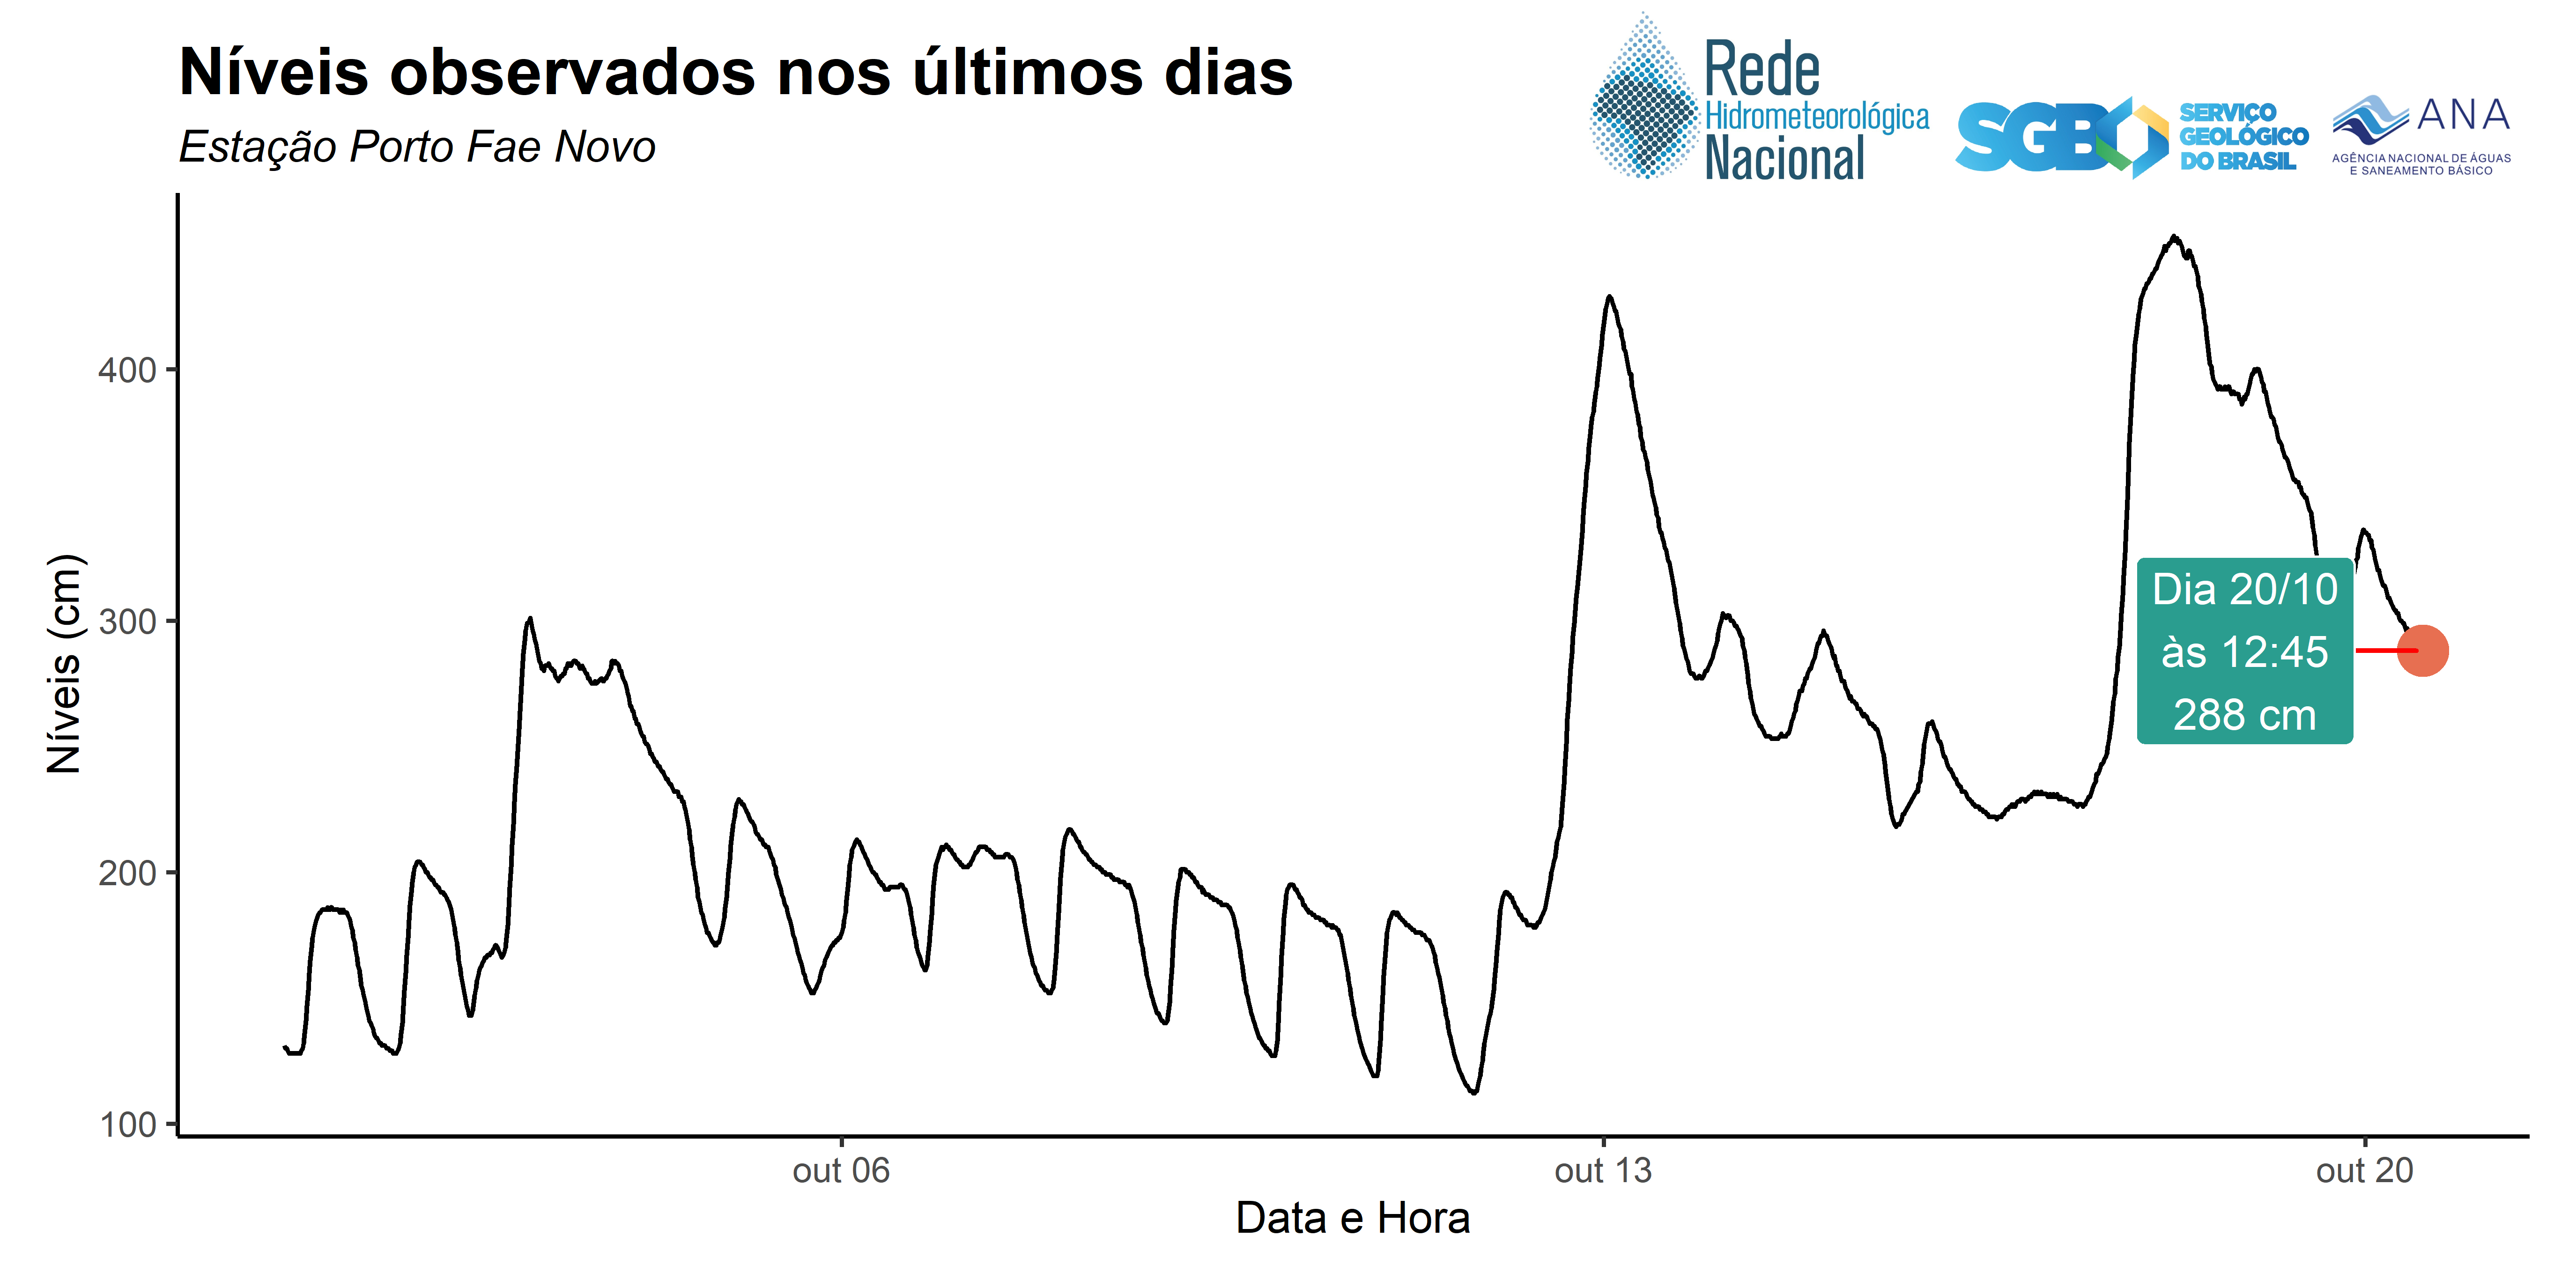 Níveis observados nos últimos dias
Estação Porto Fae Novo
Rede
Hidrometeorológica
Nacional
SGB
SERVIÇO
GEOLÓGICO
DO BRASIL
ANA
AGÊNCIA NACIONAL DE ÁGUAS
E SANEAMENTO BÁSICO
Níveis (cm)
400
300
200
100
Dia 20/10
às 12:45
288 cm
out 06
out 13
out 20
Data e Hora